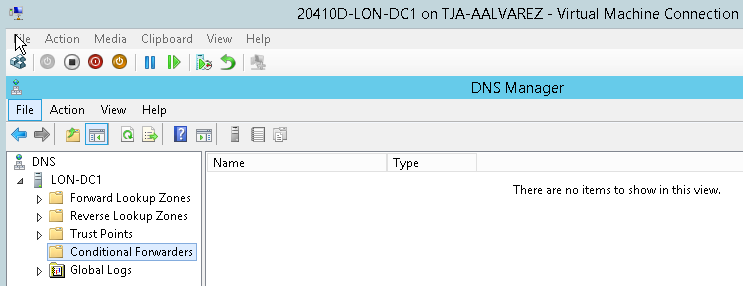 20410D-LON-DC1 on TJA-AALVAREZ - Virtual Machine Connection
Action Media Clipboard View Help
DNS Manager
File Action View Help
DNS
LON-DC1
Forward Lookup Zones
Reverse Lookup Zones
Trust Points
Conditional Forwarders
Global Logs
Name Type
There are no items to show in this view.